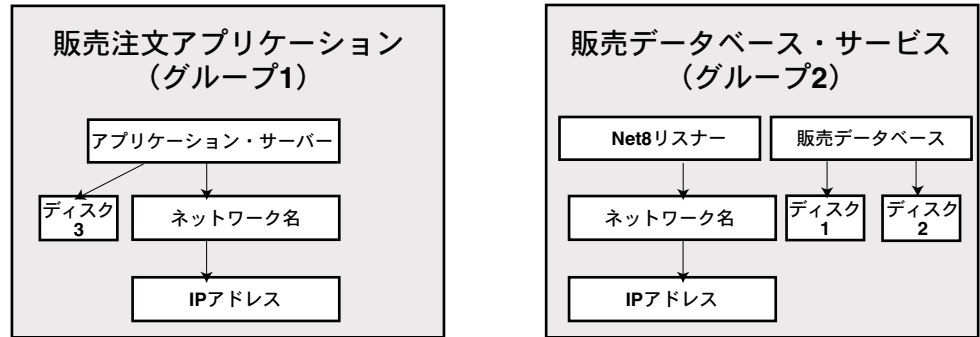 販売注文アプリケーション
（グループ1）
アプリケーション・サーバー
ディスク
3
ネットワーク名
IPアドレス
販売データベース・サービス
（グループ2）
Net8リスナー
販売データベース
ネットワーク名
ディスク
1
ディスク
2
IPアドレス